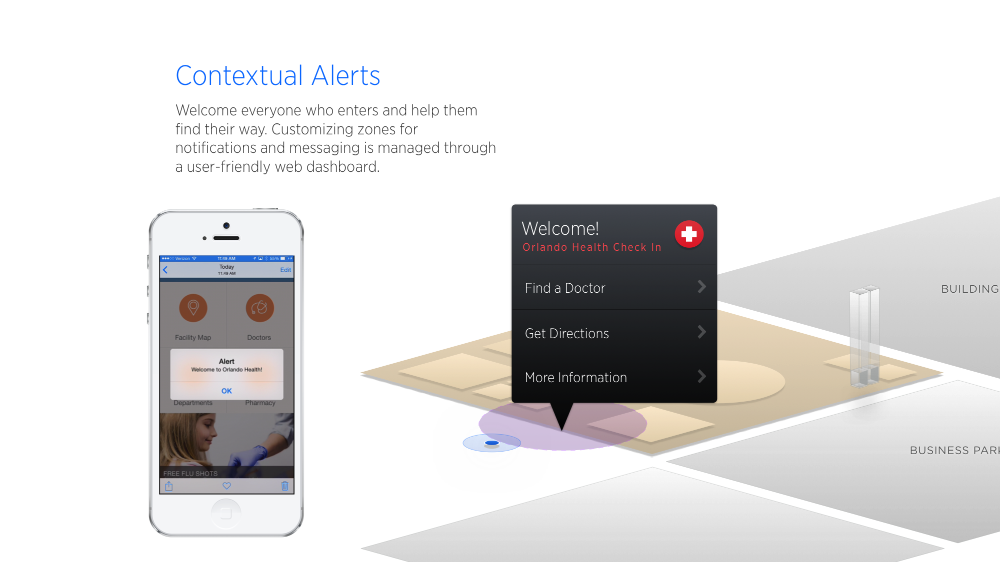 Contextual Alerts
Welcome everyone who enters and help them
find their way. Customizing zones for
notifications and messaging is managed through
a user-friendly web dashboard.
Verizon 11:49 AM 55%
Today
11:49 AM
Edit
Facility Map
Doctors
Alert
Welcome to Orlando Health!
OK
Departments
Pharmacy
FREE FLU SHOTS
Welcome!
Orlando Health Check In
Find a Doctor
Get Directions
More Information
BUILDING
BUSINESS PARK